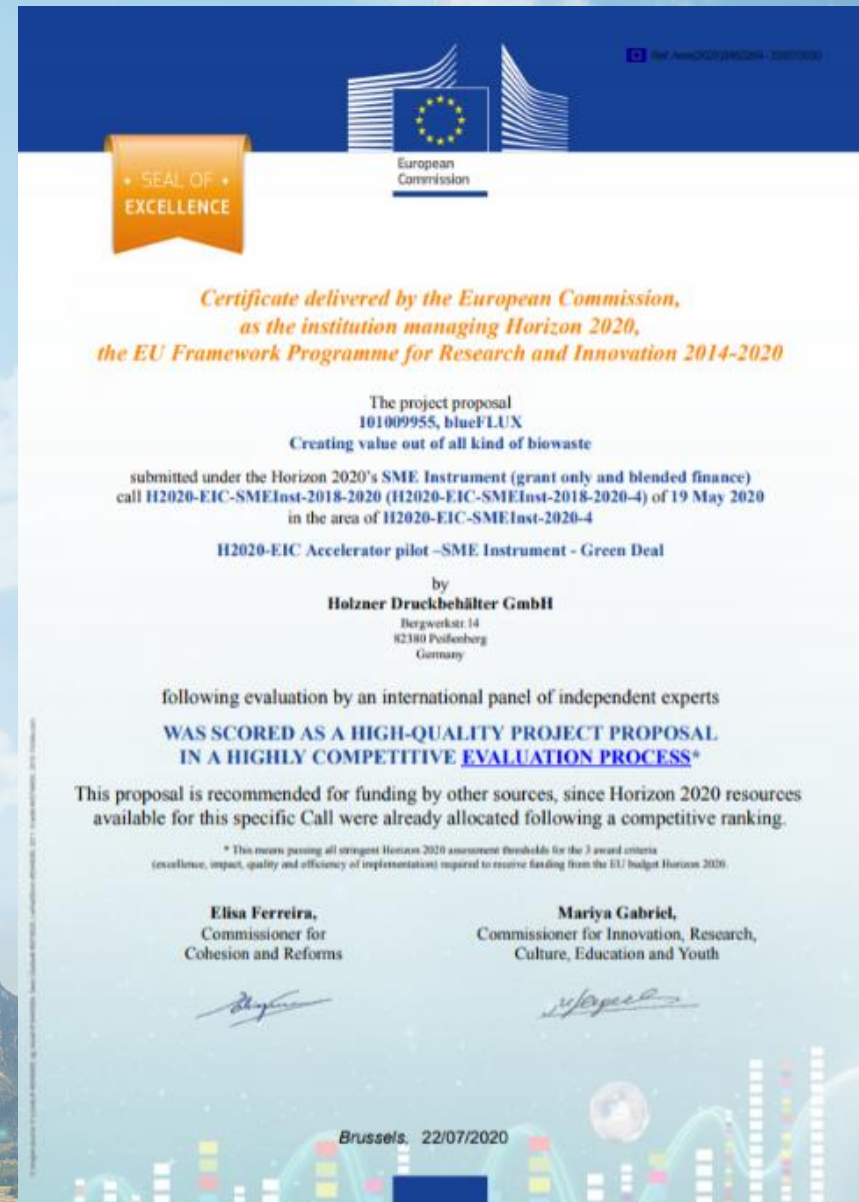 SEAL OF
EXCELLENCE
European
Commission
Certificate delivered by the European Commission,
as the institution managing Horizon 2020,
the EU Framework Programme for Research and Innovation 2014-2020
The project proposal
101009955, blueFLUX
Creating value out of all kind of biowaste
submitted under the Horizon 2020's SME Instrument (grant only and blended finance)
call H2020-EIC-SMEInst-2018-2020 (H2020-EIC-SMEInst-2018-2020-4) of 19 May 2020
in the area of H2020-EIC-SMEInst-2020-4
H2020-EIC Accelerator pilot –SME Instrument - Green Deal
by
Holzner Druckbehälter GmbH
Bergwerkstr.14
82380 Peißenberg
Germany
following evaluation by an international panel of independent experts
WAS SCORED AS A HIGH-QUALITY PROJECT PROPOSAL
IN A HIGHLY COMPETITIVE EVALUATION PROCESS*
This proposal is recommended for funding by other sources, since Horizon 2020 resources
available for this specific Call were already allocated following a competitive ranking.
* This means passing all stringent Horizon 2020 assessment thresholds for the 3 award criteria
(excellence, impact, quality and efficiency of implementation) required to receive funding from the EU budget Horizon 2020.
Elisa Ferreira,
Commissioner for
Cohesion and Reforms
Mariya Gabriel,
Commissioner for Innovation, Research,
Culture, Education and Youth
Brussels, 22/07/2020